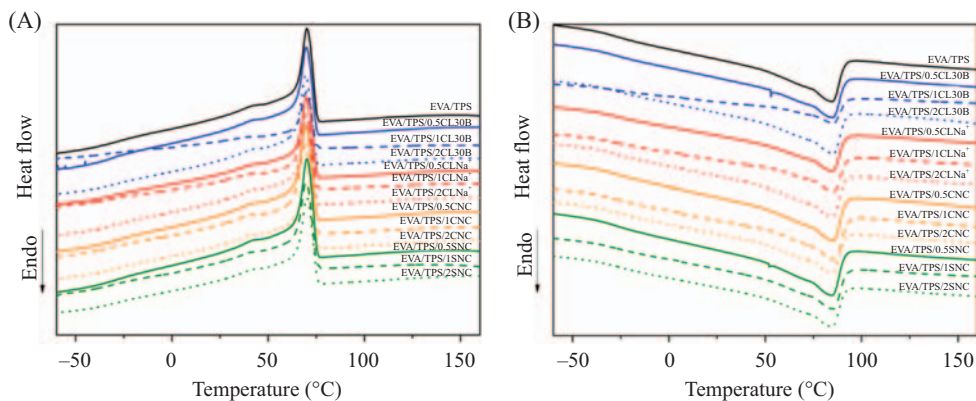 (A)
Heat flow
Endo
EVA/TPS
EVA/TPS/0.5CL30B
EVA/TPS/1CL30B
EVA/TPS/2CL30B
EVA/TPS/0.5CLNa
EVA/TPS/1CLNa
EVA/TPS/2CLNa
EVA/TPS/0.5CNC
EVA/TPS/1CNC
EVA/TPS/2CNC
EVA/TPS/0.5SNC
EVA/TPS/1SNC
EVA/TPS/2SNC
–50 0 50 100 150
Temperature (°C)
(B)
Heat flow
Endo
EVA/TPS
EVA/TPS/0.5CL30B
EVA/TPS/1CL30B
EVA/TPS/2CL30B
EVA/TPS/0.5CLNa
EVA/TPS/1CLNa
EVA/TPS/2CLNa⁺
EVA/TPS/0.5CNC
EVA/TPS/1CNC
EVA/TPS/2CNC
EVA/TPS/0.5SNC
EVA/TPS/1SNC
EVA/TPS/2SNC
–50 0 50 100 150
Temperature (°C)